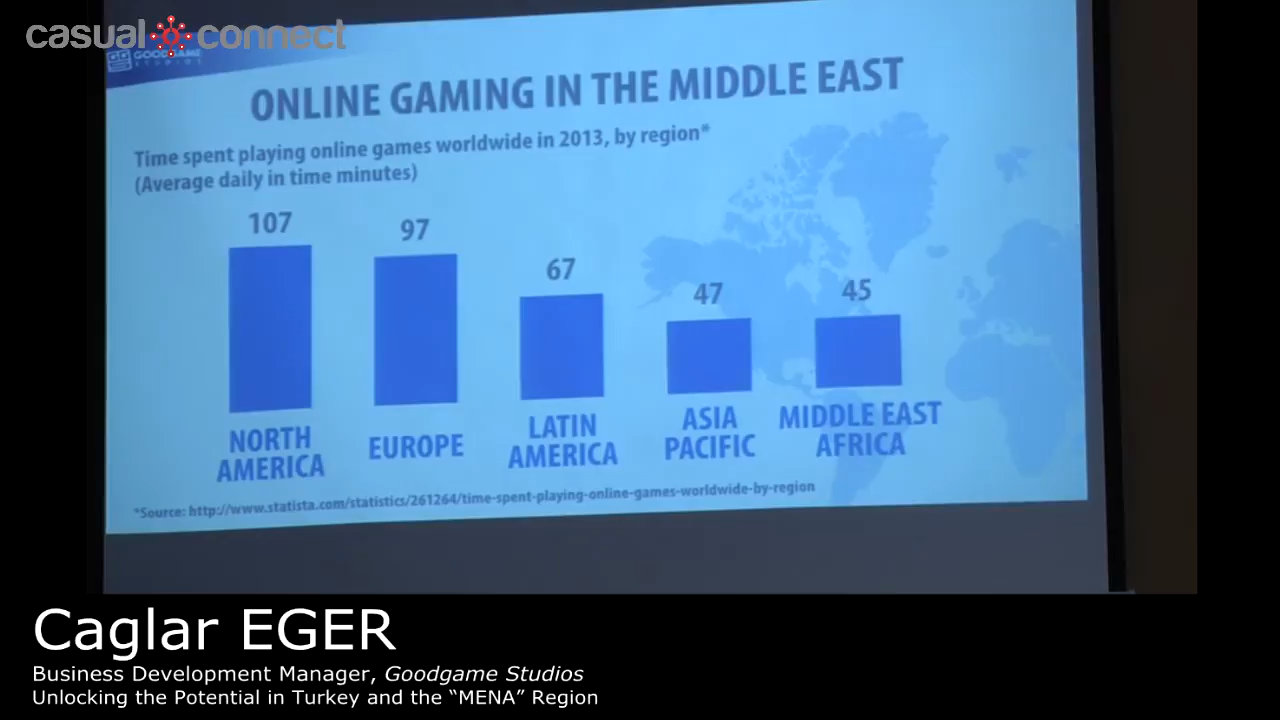 casual connect
GOODGAME
STUDIOS
ONLINE GAMING IN THE MIDDLE EAST
Time spent playing online games worldwide in 2013, by region*
(Average daily in time minutes)
107
97
67
47
45
NORTH
AMERICA
EUROPE
LATIN
AMERICA
ASIA
PACIFIC
MIDDLE EAST
AFRICA
*Source: http://www.statista.com/statistics/261264/time-spent-playing-online-games-worldwide-by-region
Caglar EGER
Business Development Manager, Goodgame Studios
Unlocking the Potential in Turkey and the “MENA” Region